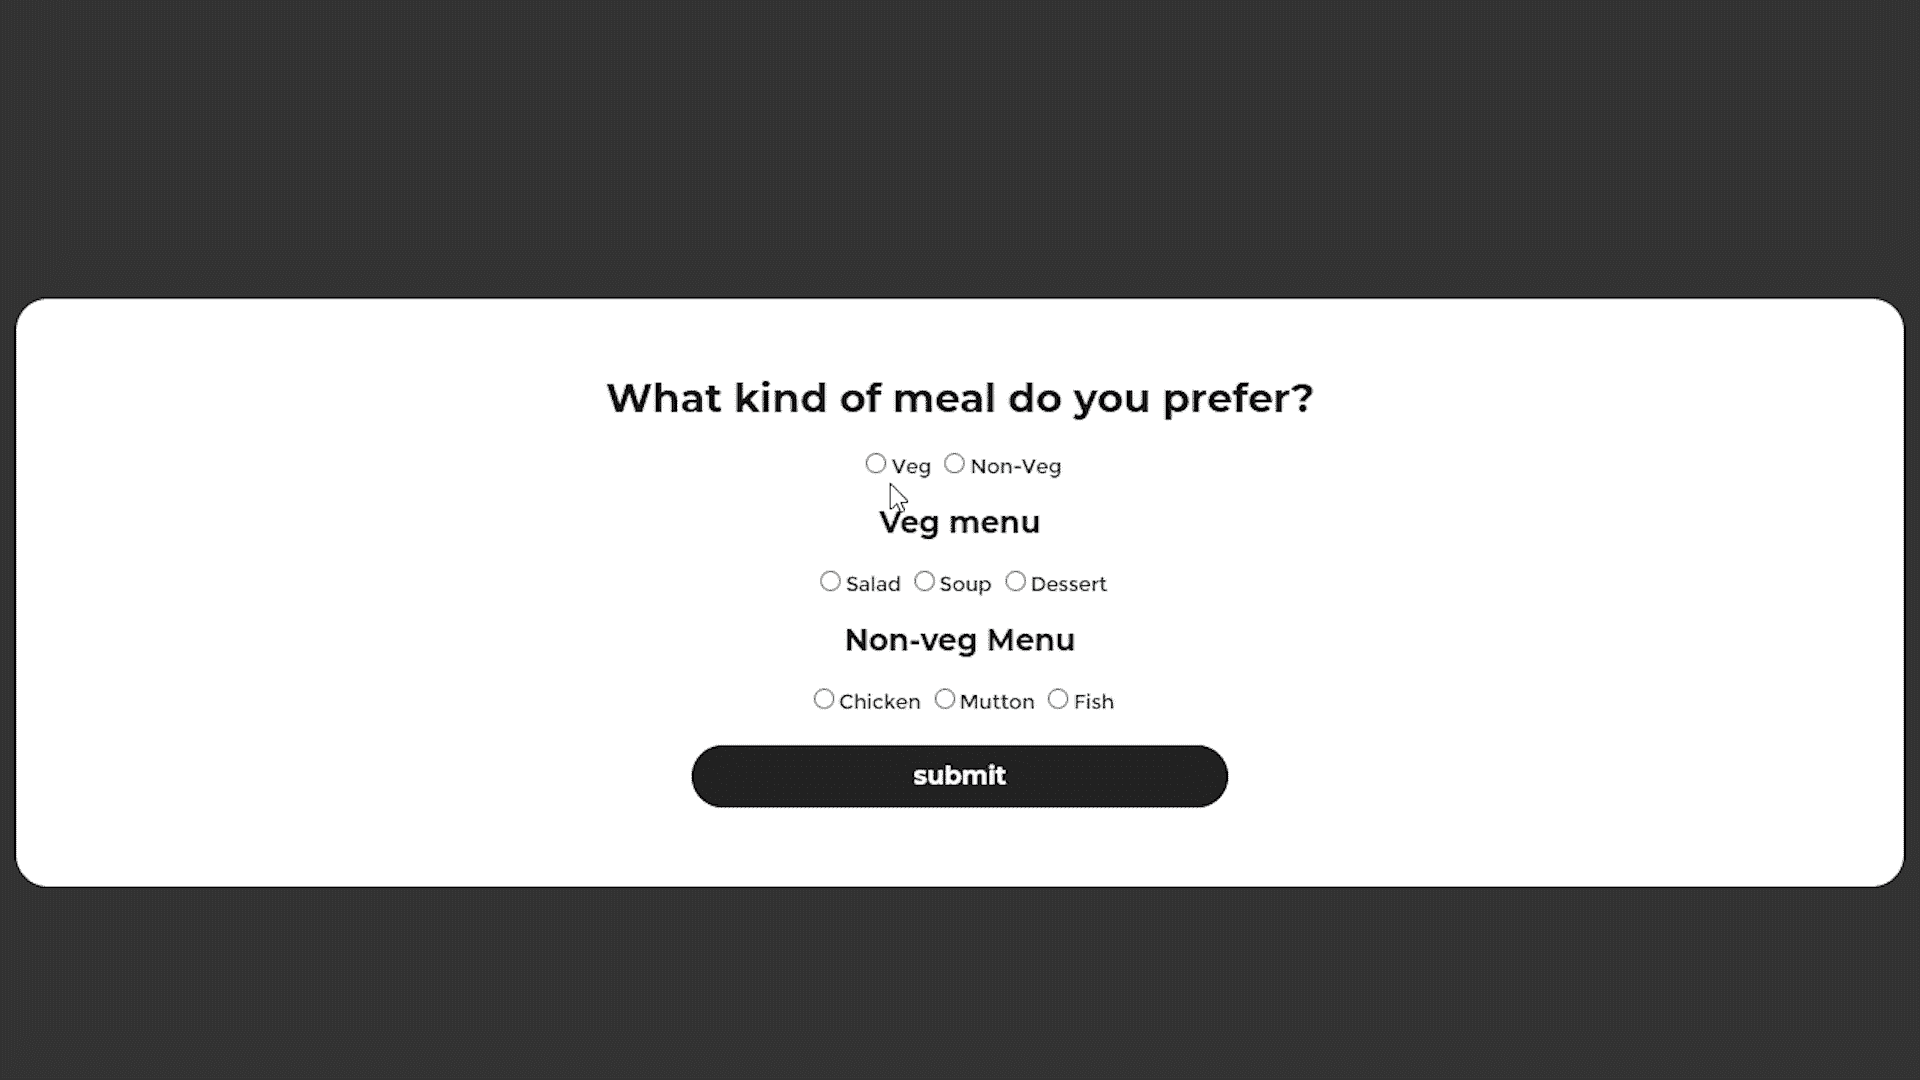 What kind of meal do you prefer?
Veg Non-Veg
Veg menu
Salad Soup Dessert
Non-veg Menu
Chicken Mutton Fish
submit